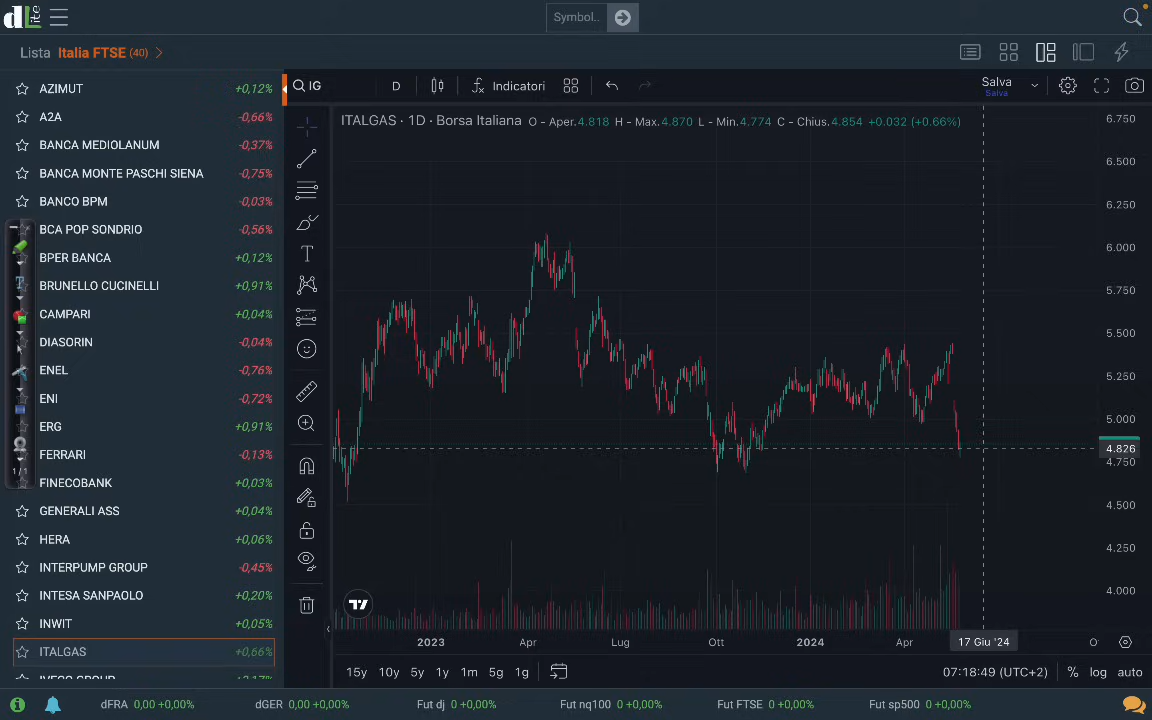 dLite
Symbol..
Lista Italia FTSE (40)
AZIMUT +0,12%
A2A -0,66%
BANCA MEDIOLANUM -0,37%
BANCA MONTE PASCHI SIENA -0,75%
BANCO BPM -0,03%
BCA POP SONDRIO -0,56%
BPER BANCA +0,12%
BRUNELLO CUCINELLI +0,91%
CAMPARI +0,04%
DIASORIN -0,04%
ENEL -0,76%
ENI -0,72%
ERG +0,91%
FERRARI -0,13%
FINECOBANK +0,03%
GENERALI ASS +0,04%
HERA +0,06%
INTERPUMP GROUP -0,45%
INTESA SANPAOLO +0,20%
INWIT +0,05%
ITALGAS +0,66%
1/1
IG D Indicatori Salva
Salva
ITALGAS · 1D · Borsa Italiana O - Aper.4.818 H - Max.4.870 L - Min.4.774 C - Chius.4.854 +0.032 (+0.66%)
6.750
6.500
6.250
6.000
5.750
5.500
5.250
5.000
4.826
4.750
4.500
4.250
4.000
2023 Apr Lug Ott 2024 Apr 17 Giu '24
15y 10y 5y 1y 1m 5g 1g 07:18:49 (UTC+2) % log auto
dFRA 0,00 +0,00% dGER 0,00 +0,00% Fut dj 0 +0,00% Fut nq100 0 +0,00% Fut FTSE 0 +0,00% Fut sp500 0 +0,00%